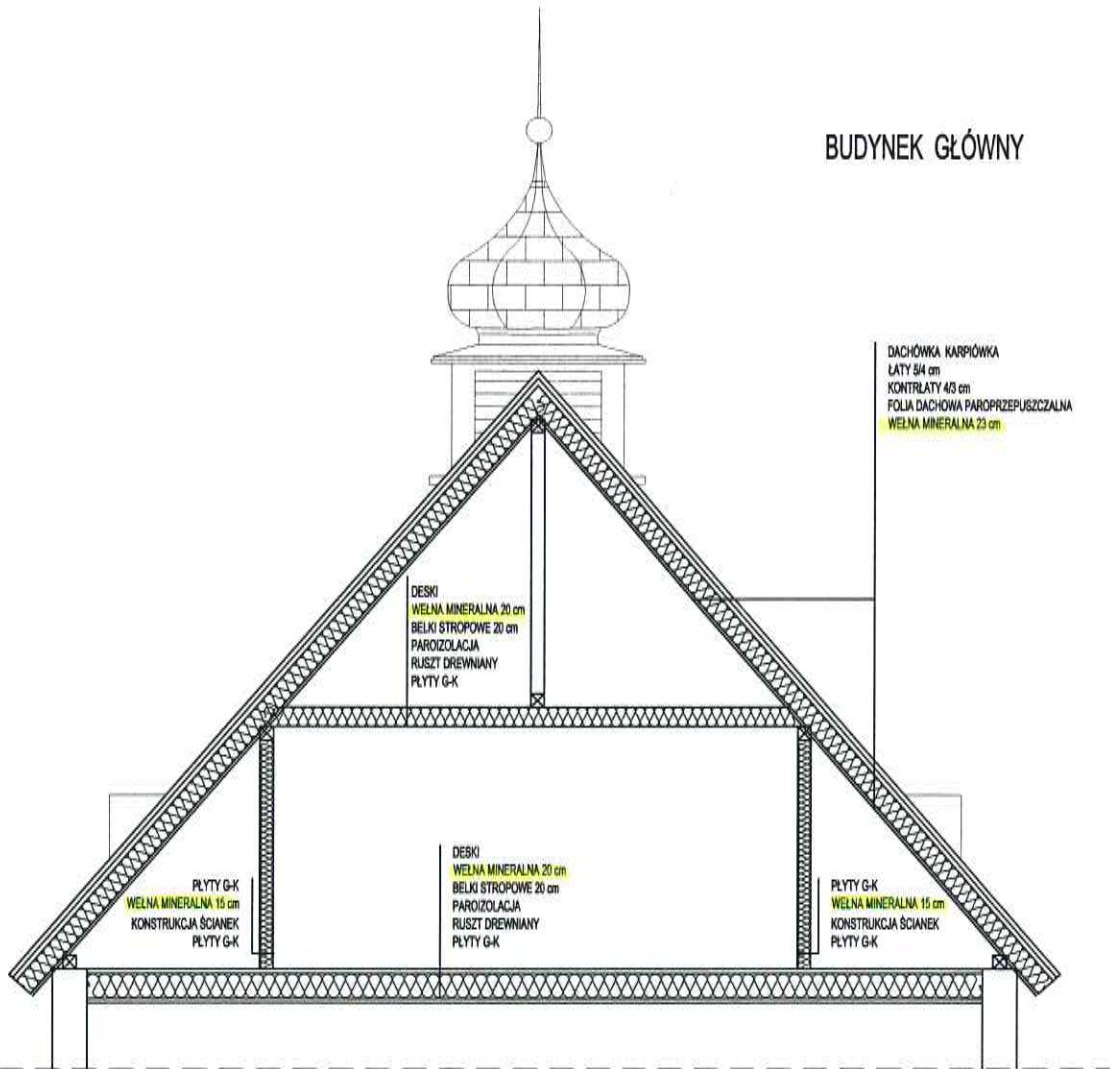 BUDYNEK GŁÓWNY
DACHÓWKA KARPIÓWKA
ŁATY 5/4 cm
KONTRŁATY 4/3 cm
FOLIA DACHOWA PAROPRZEPUSZCZALNA
WEŁNA MINERALNA 23 cm
DESKI
WEŁNA MINERALNA 20 cm
BELKI STROPOWE 20 cm
PAROIZOLACJA
RUSZT DREWNIANY
PŁYTY G-K
DESKI
WEŁNA MINERALNA 20 cm
BELKI STROPOWE 20 cm
PAROIZOLACJA
RUSZT DREWNIANY
PŁYTY G-K
PŁYTY G-K
WEŁNA MINERALNA 15 cm
KONSTRUKCJA ŚCIANEK
PŁYTY G-K
PŁYTY G-K
WEŁNA MINERALNA 15 cm
KONSTRUKCJA ŚCIANEK
PŁYTY G-K